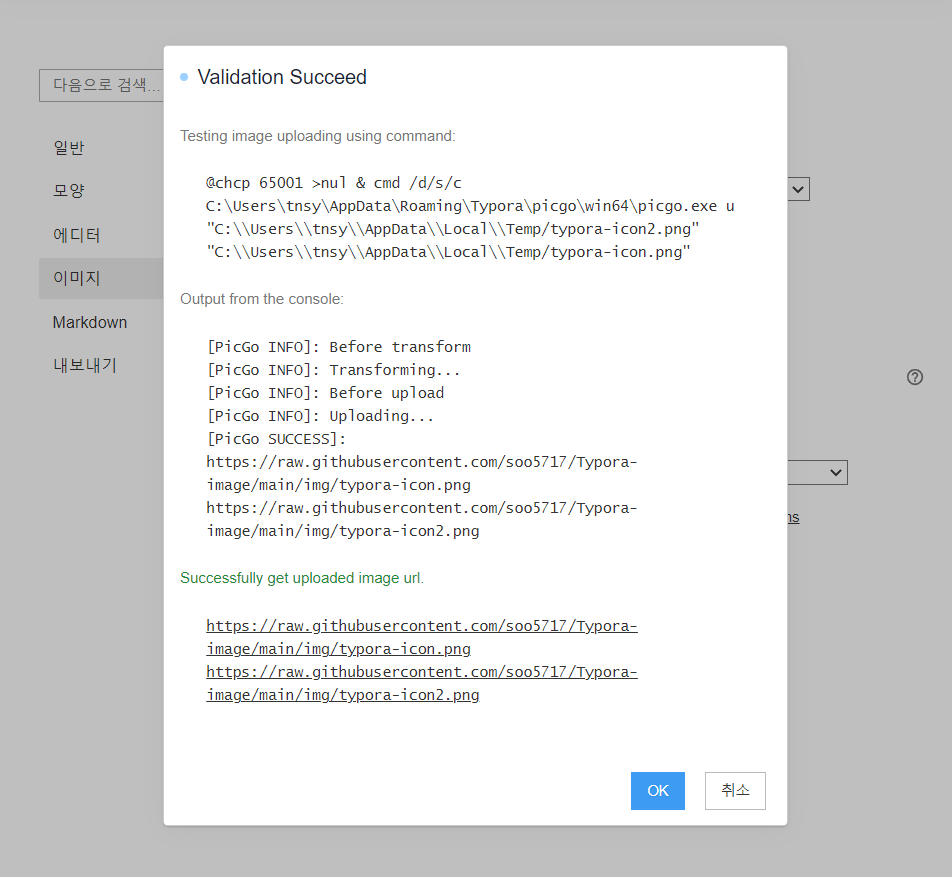 Validation Succeed
다음으로 검색...
일반
모양
에디터
이미지
Markdown
내보내기
Testing image uploading using command:
@chcp 65001 >nul & cmd /d/s/c
C:\Users\tnsy\AppData\Roaming\Typora\picgo\win64\picgo.exe u
"C:\\Users\\tnsy\\AppData\\Local\\Temp/typora-icon2.png"
"C:\\Users\\tnsy\\AppData\\Local\\Temp/typora-icon.png"
Output from the console:
[PicGo INFO]: Before transform
[PicGo INFO]: Transforming...
[PicGo INFO]: Before upload
[PicGo INFO]: Uploading...
[PicGo SUCCESS]:
https://raw.githubusercontent.com/soo5717/Typora-
image/main/img/typora-icon.png
https://raw.githubusercontent.com/soo5717/Typora-
image/main/img/typora-icon2.png
Successfully get uploaded image url.
https://raw.githubusercontent.com/soo5717/Typora-
image/main/img/typora-icon.png
https://raw.githubusercontent.com/soo5717/Typora-
image/main/img/typora-icon2.png
OK
취소